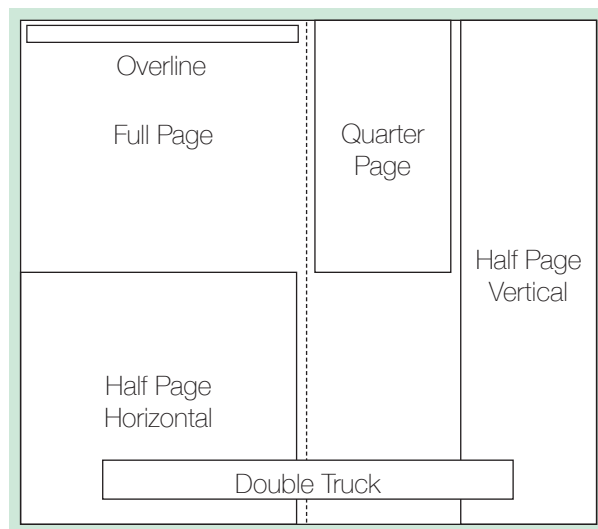 Overline
Full Page
Quarter
Page
Half Page
Vertical
Half Page
Horizontal
Double Truck